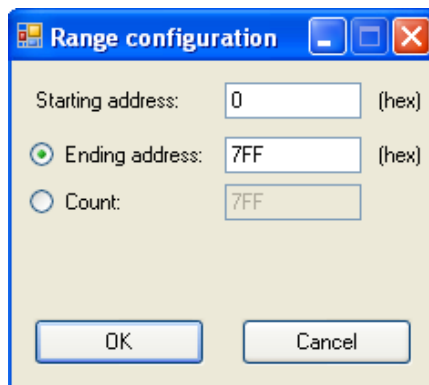 Range configuration
Starting address: 0 (hex)
Ending address: 7FF (hex)
Count: 7FF
OK Cancel